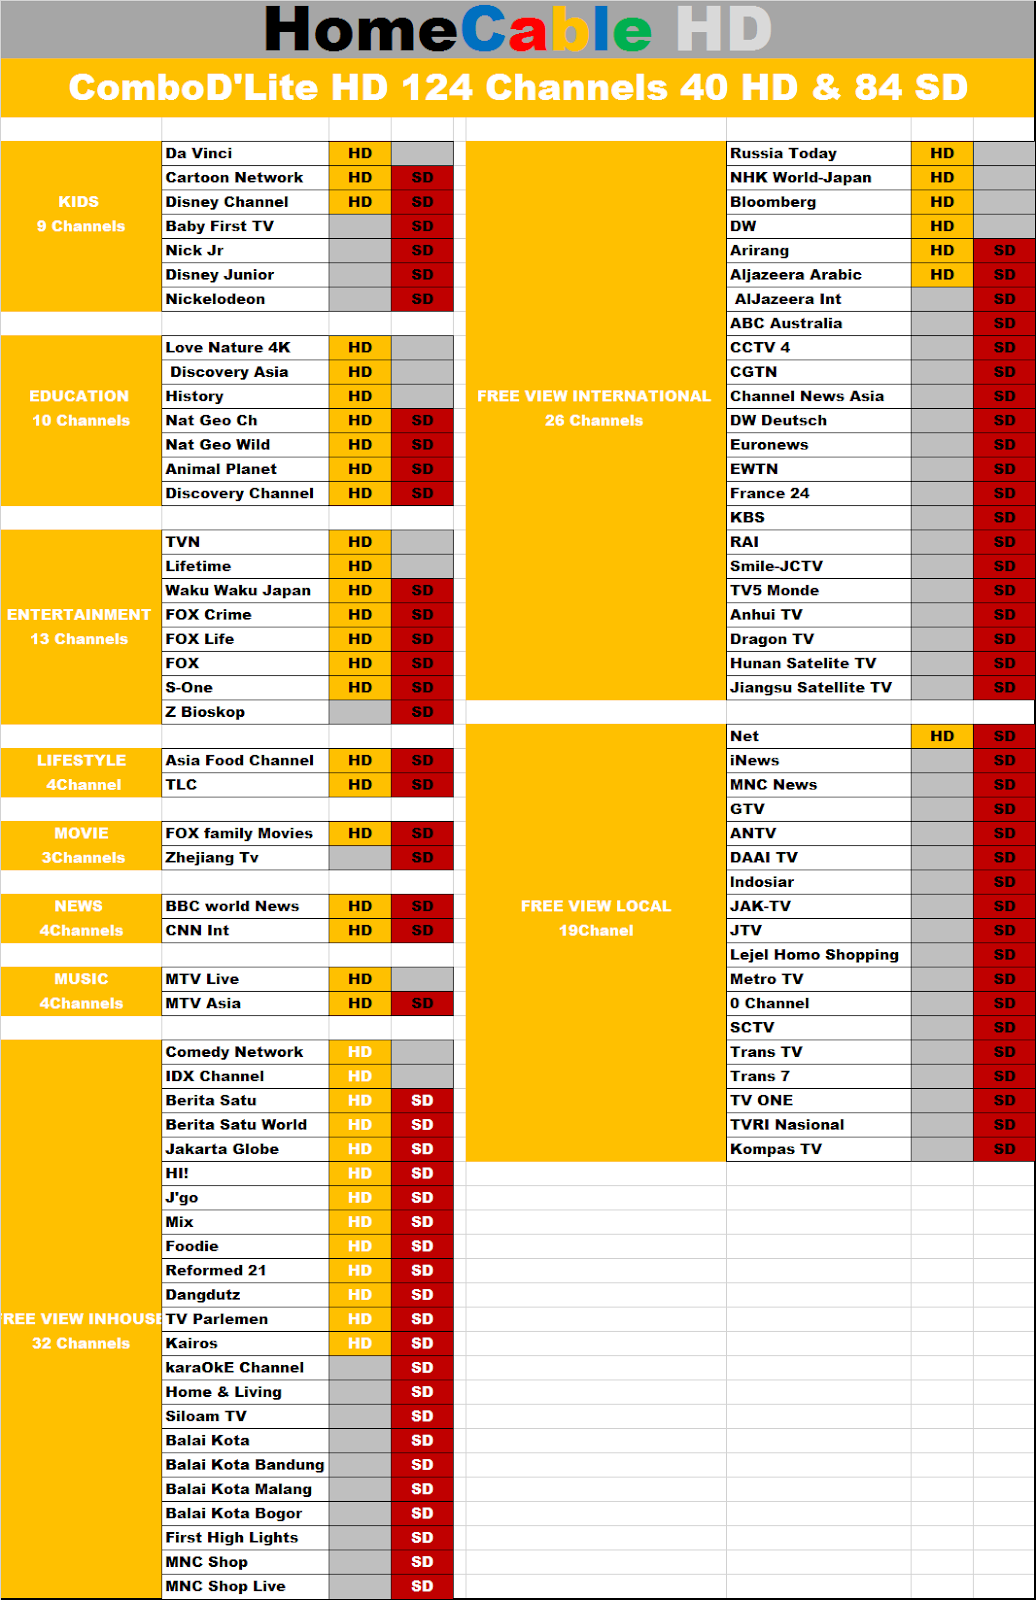 HomeCable HD
ComboD'Lite HD 124 Channels 40 HD & 84 SD
KIDS
9 Channels
Da Vinci HD
Cartoon Network HD SD
Disney Channel HD SD
Baby First TV SD
Nick Jr SD
Disney Junior SD
Nickelodeon SD
EDUCATION
10 Channels
Love Nature 4K HD
Discovery Asia HD
History HD
Nat Geo Ch HD SD
Nat Geo Wild HD SD
Animal Planet HD SD
Discovery Channel HD SD
ENTERTAINMENT
13 Channels
TVN HD
Lifetime HD
Waku Waku Japan HD SD
FOX Crime HD SD
FOX Life HD SD
FOX HD SD
S-One HD SD
Z Bioskop SD
LIFESTYLE
4Channel
Asia Food Channel HD SD
TLC HD SD
MOVIE
3Channels
FOX family Movies HD SD
Zhejiang Tv SD
NEWS
4Channels
BBC world News HD SD
CNN Int HD SD
MUSIC
4Channels
MTV Live HD
MTV Asia HD SD
FREE VIEW INHOUSE
32 Channels
Comedy Network HD
IDX Channel HD
Berita Satu HD SD
Berita Satu World HD SD
Jakarta Globe HD SD
HI! HD SD
J'go HD SD
Mix HD SD
Foodie HD SD
Reformed 21 HD SD
Dangdutz HD SD
TV Parlemen HD SD
Kairos HD SD
karaOkE Channel SD
Home & Living SD
Siloam TV SD
Balai Kota SD
Balai Kota Bandung SD
Balai Kota Malang SD
Balai Kota Bogor SD
First High Lights SD
MNC Shop SD
MNC Shop Live SD
FREE VIEW INTERNATIONAL
26 Channels
Russia Today HD
NHK World-Japan HD
Bloomberg HD
DW HD
Arirang HD SD
Aljazeera Arabic HD SD
AlJazeera Int SD
ABC Australia SD
CCTV 4 SD
CGTN SD
Channel News Asia SD
DW Deutsch SD
Euronews SD
EWTN SD
France 24 SD
KBS SD
RAI SD
Smile-JCTV SD
TV5 Monde SD
Anhui TV SD
Dragon TV SD
Hunan Satelite TV SD
Jiangsu Satellite TV SD
FREE VIEW LOCAL
19Chanel
Net HD SD
iNews SD
MNC News SD
GTV SD
ANTV SD
DAAI TV SD
Indosiar SD
JAK-TV SD
JTV SD
Lejel Homo Shopping SD
Metro TV SD
0 Channel SD
SCTV SD
Trans TV SD
Trans 7 SD
TV ONE SD
TVRI Nasional SD
Kompas TV SD